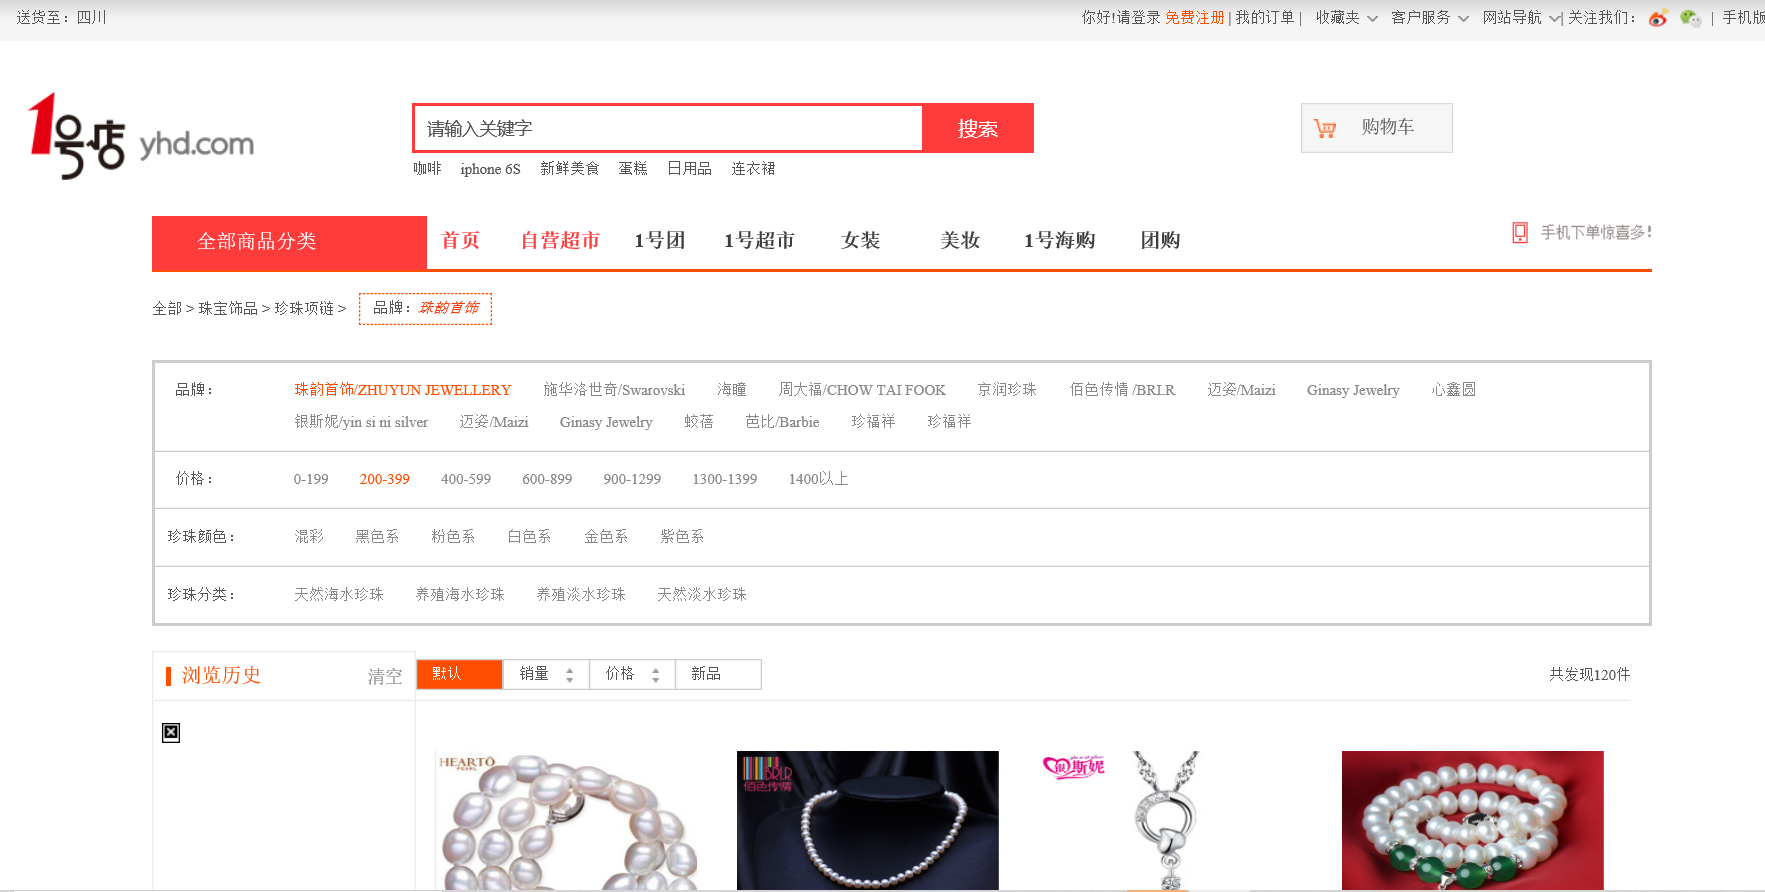 送货至：四川
你好!请登录 免费注册 | 我的订单 | 收藏夹 客户服务 网站导航 | 关注我们： | 手机版
1号店 yhd.com
请输入关键字 搜索
购物车
咖啡 iphone 6S 新鲜美食 蛋糕 日用品 连衣裙
全部商品分类 首页 自营超市 1号团 1号超市 女装 美妆 1号海购 团购
手机下单惊喜多!
全部 > 珠宝饰品 > 珍珠项链 > 品牌：珠韵首饰
品牌： 珠韵首饰/ZHUYUN JEWELLERY 施华洛世奇/Swarovski 海瞳 周大福/CHOW TAI FOOK 京润珍珠 佰色传情 /BRLR 迈姿/Maizi Ginasy Jewelry 心鑫圆
银斯妮/yin si ni silver 迈姿/Maizi Ginasy Jewelry 蛟蓓 芭比/Barbie 珍福祥 珍福祥
价格： 0-199 200-399 400-599 600-899 900-1299 1300-1399 1400以上
珍珠颜色： 混彩 黑色系 粉色系 白色系 金色系 紫色系
珍珠分类： 天然海水珍珠 养殖海水珍珠 养殖淡水珍珠 天然淡水珍珠
浏览历史 清空
默认 销量 价格 新品
共发现120件
HEARTO
PEARL
BRLR
佰色传情
银斯妮